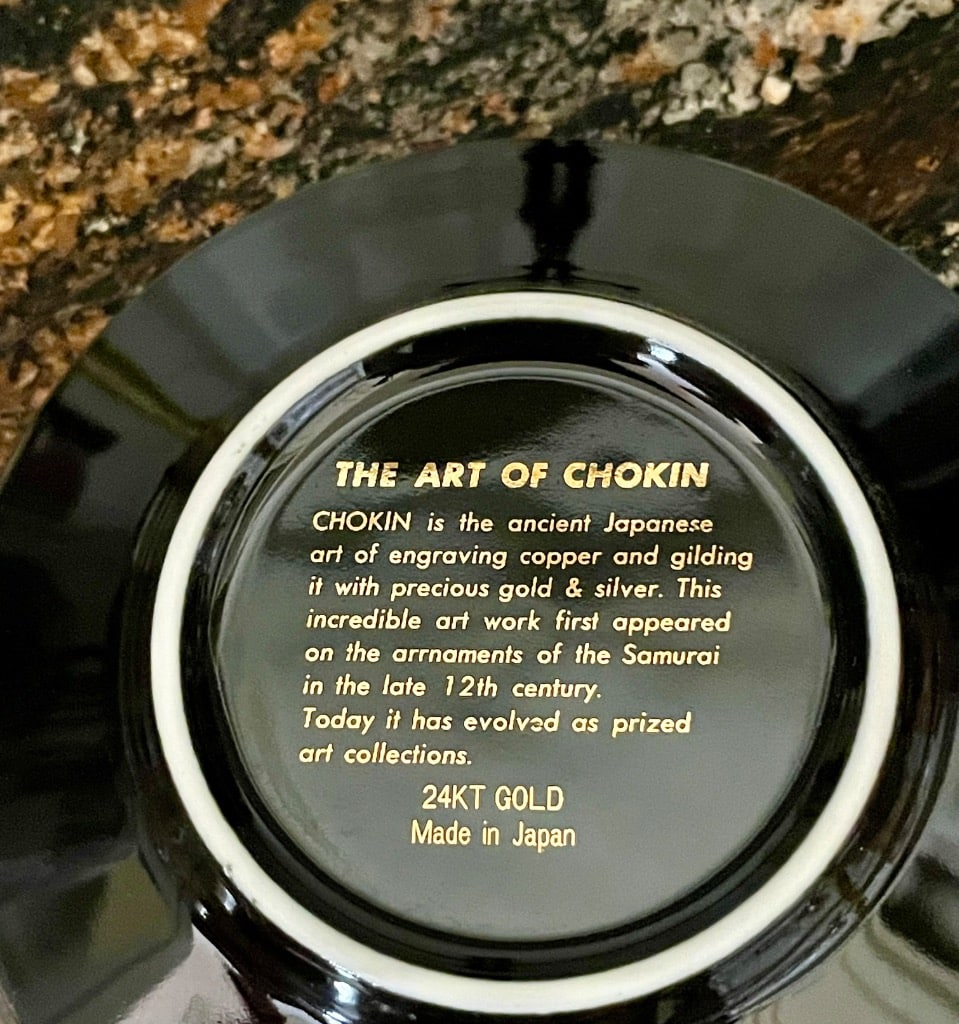 THE ART OF CHOKIN
CHOKIN is the ancient Japanese
art of engraving copper and gilding
it with precious gold & silver. This
incredible art work first appeared
on the arrnaments of the Samurai
in the late 12th century.
Today it has evolved as prized
art collections.
24KT GOLD
Made in Japan